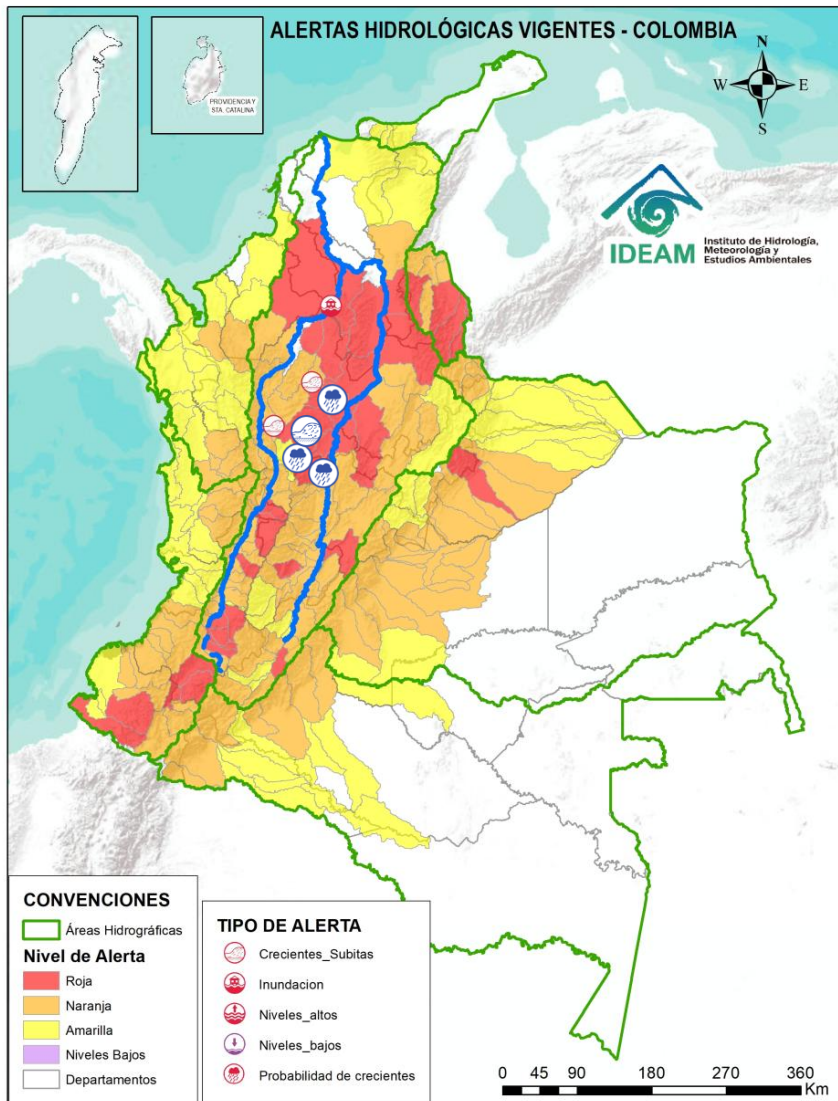 ALERTAS HIDROLÓGICAS VIGENTES - COLOMBIA
PROVIDENCIA Y
STA. CATALINA
N
W
E
S
IDEAM
Instituto de Hidrología,
Meteorología y
Estudios Ambientales
CONVENCIONES
Áreas Hidrográficas
Nivel de Alerta
Roja
Naranja
Amarilla
Niveles Bajos
Departamentos
TIPO DE ALERTA
Crecientes_Subitas
Inundacion
Niveles_altos
Niveles_bajos
Probabilidad de crecientes
0 45 90 180 270 360
Km